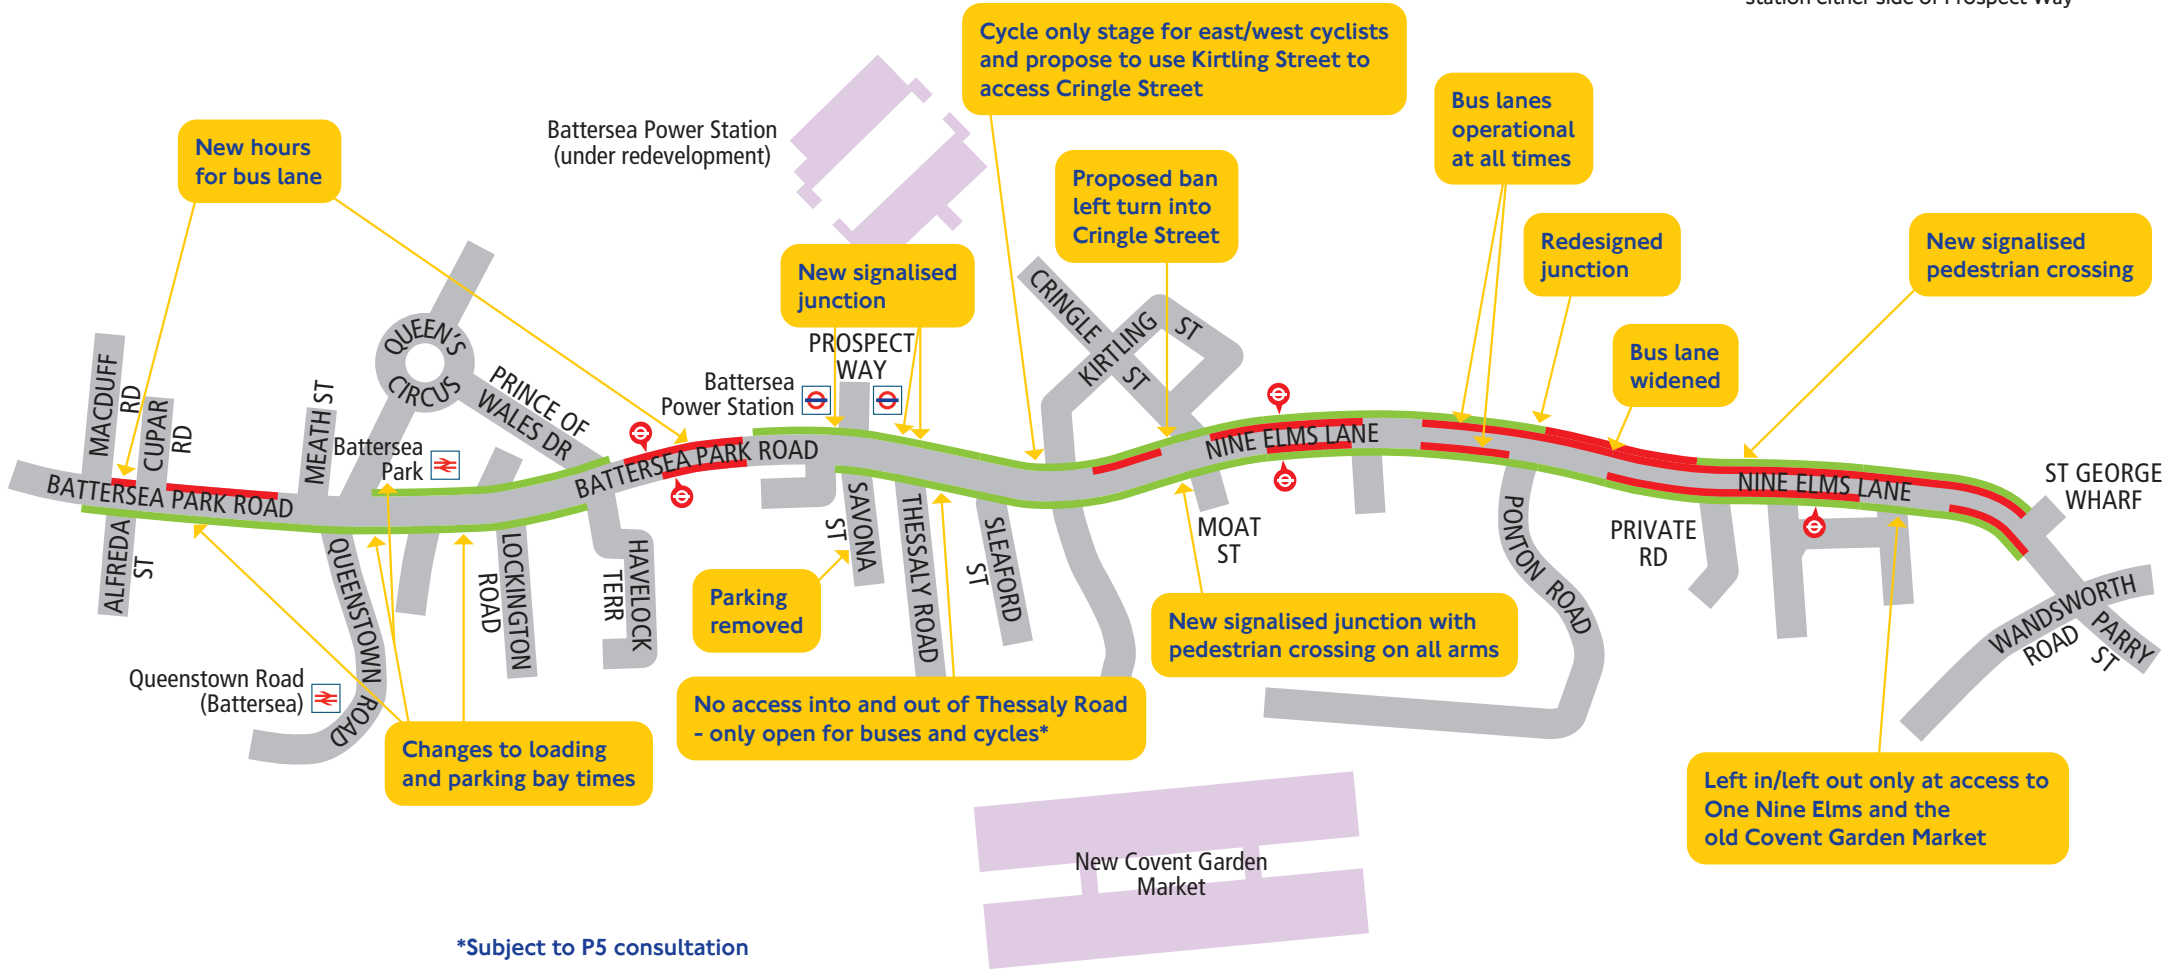 station either side of Prospect Way
Cycle only stage for east/west cyclists
and propose to use Kirtling Street to
access Cringle Street
Bus lanes
operational
at all times
Battersea Power Station
(under redevelopment)
New hours
for bus lane
Proposed ban
left turn into
Cringle Street
Redesigned
junction
New signalised
pedestrian crossing
New signalised
junction
Bus lane
widened
PROSPECT
WAY
Battersea
Power Station
CRINGLE
ST
KIRTLING
ST
QUEEN'S
CIRCUS
PRINCE OF
WALES DR
MACDUFF
RD
CUPAR
RD
MEATH ST
Battersea
Park
BATTERSEA PARK ROAD
BATTERSEA PARK ROAD
NINE ELMS LANE
NINE ELMS LANE
ST GEORGE
WHARF
ALFREDA
ST
QUEENSTOWN
ROAD
LOCKINGTON
ROAD
HAVELOCK
TERR
SAVONA
ST
THESSALY ROAD
SLEAFORD
ST
MOAT
ST
PONTON ROAD
PRIVATE
RD
WANDSWORTH
ROAD
PARRY
ST
Parking
removed
New signalised junction with
pedestrian crossing on all arms
Queenstown Road
(Battersea)
No access into and out of Thessaly Road
- only open for buses and cycles*
Changes to loading
and parking bay times
Left in/left out only at access to
One Nine Elms and the
old Covent Garden Market
New Covent Garden
Market
*Subject to P5 consultation